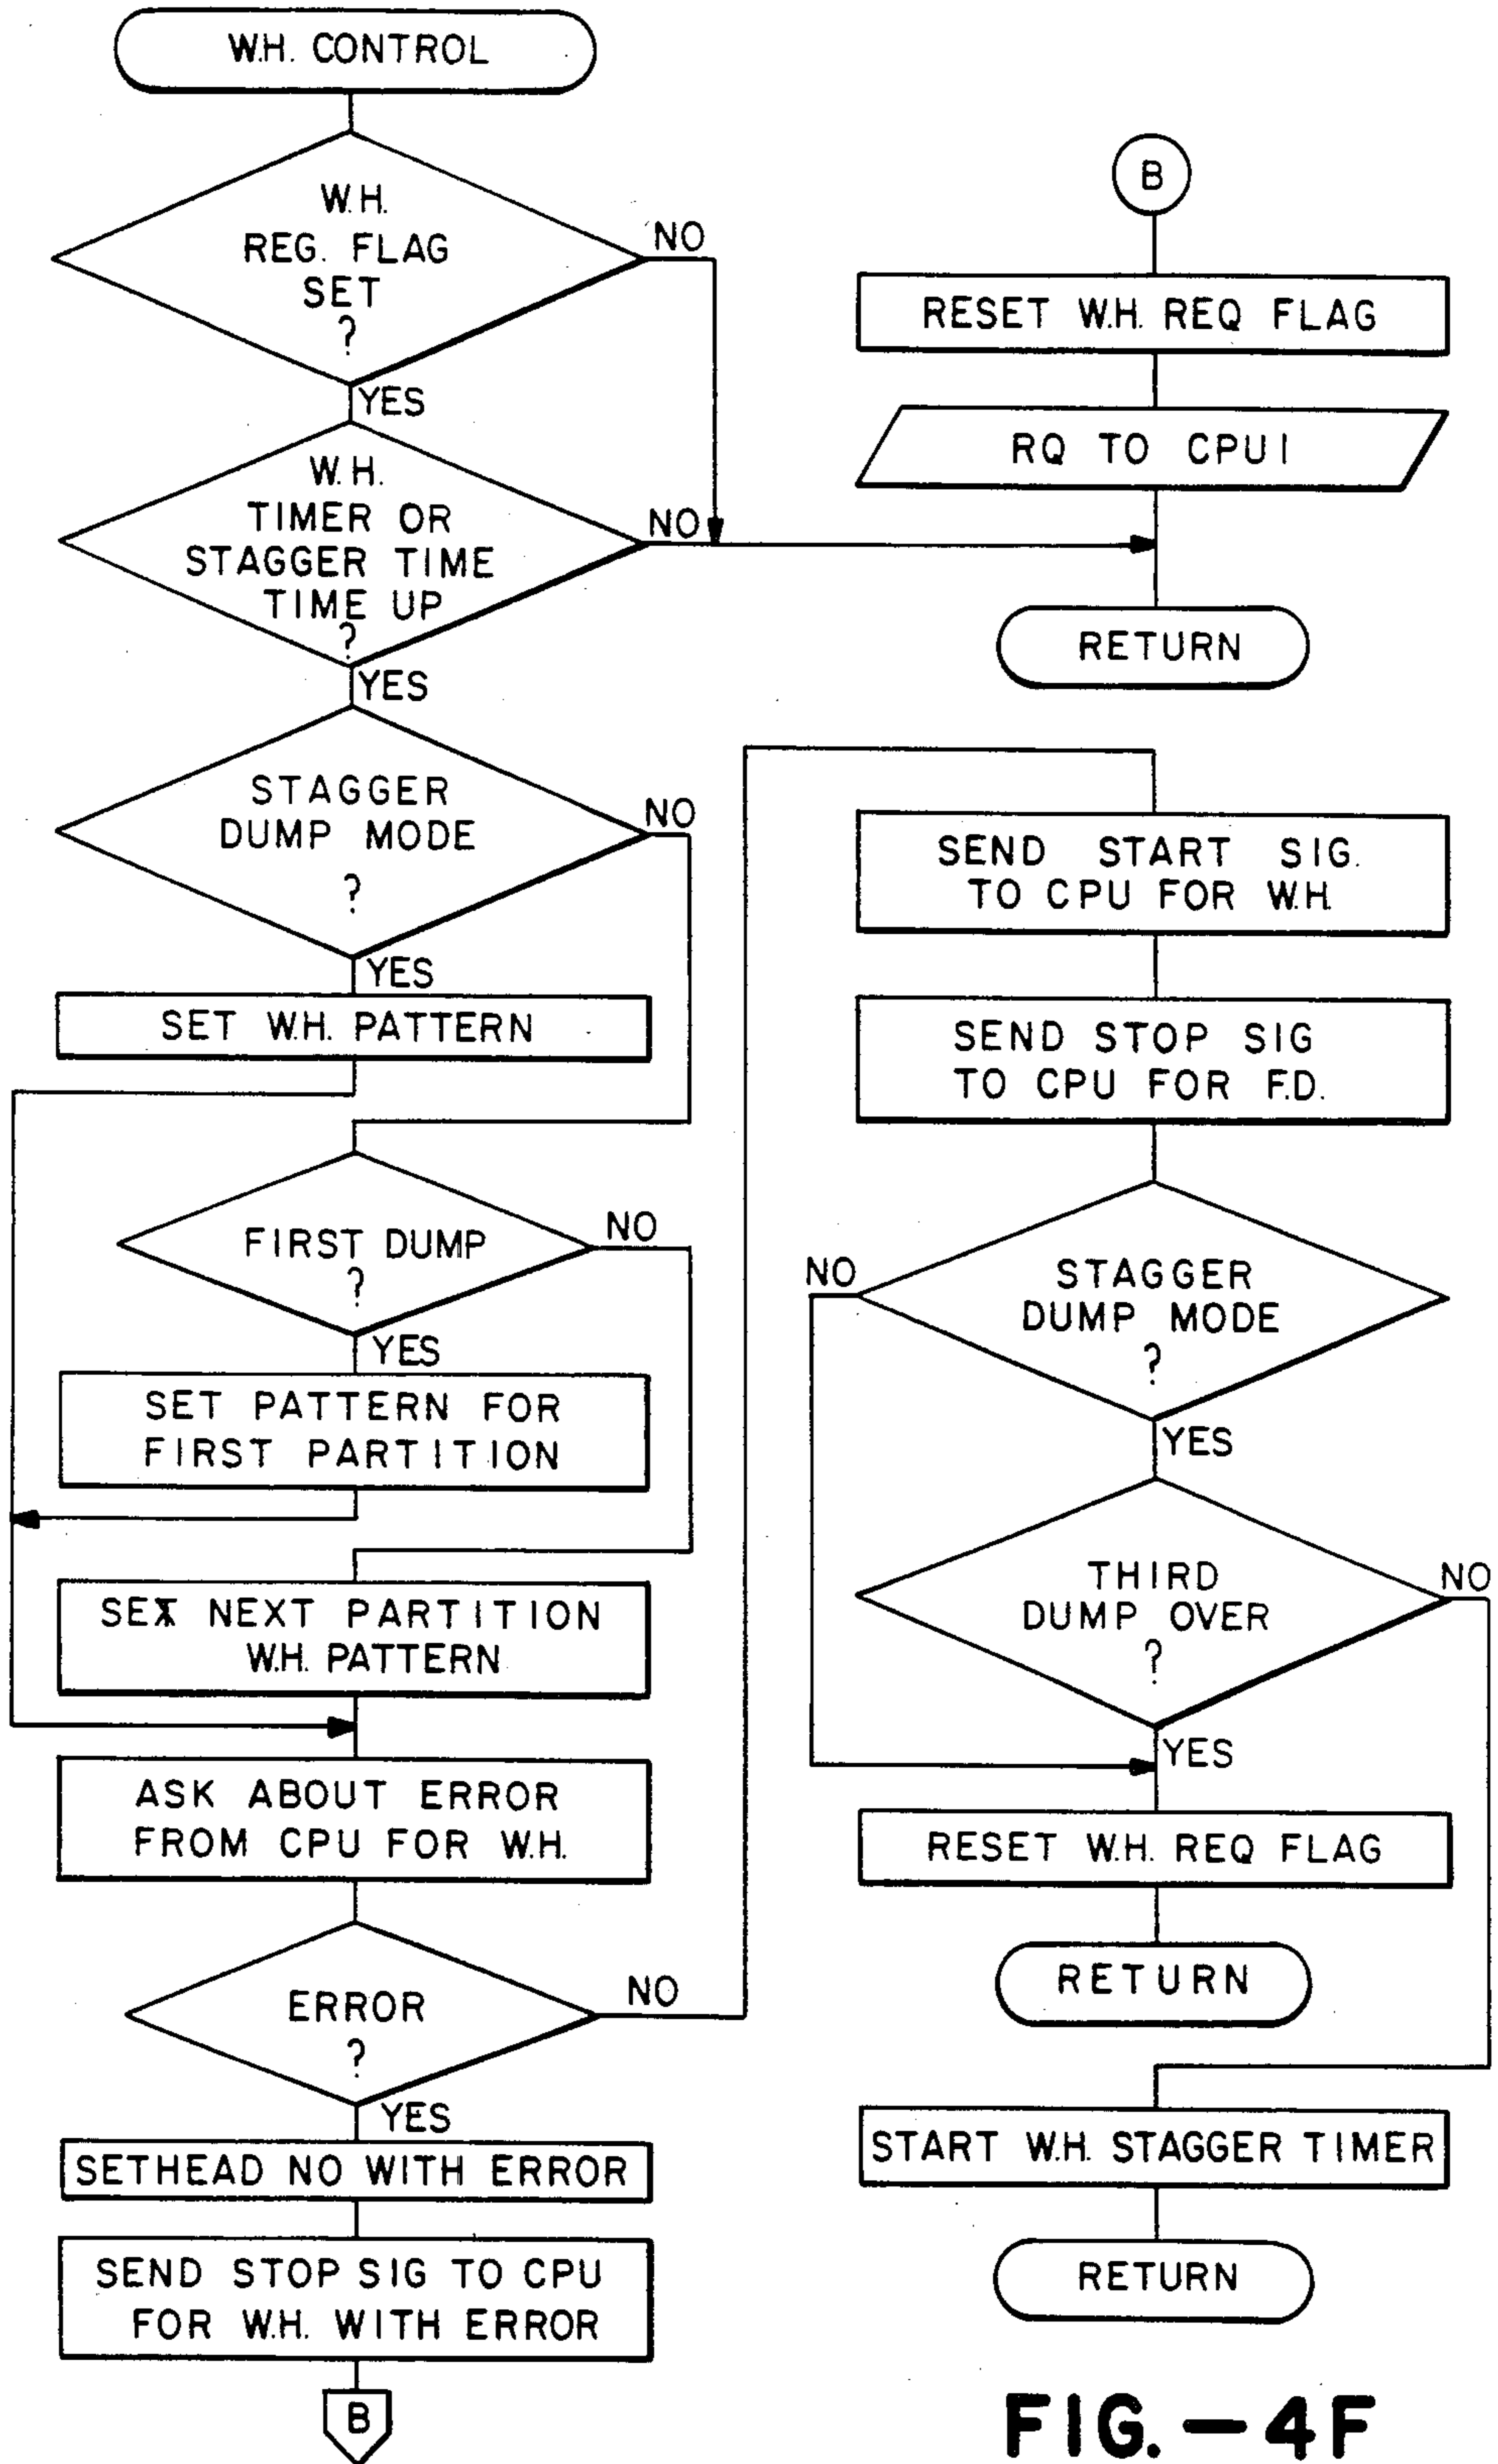 W.H. CONTROL
W.H.
REG. FLAG
SET
?
NO
YES
W.H.
TIMER OR
STAGGER TIME
TIME UP
?
NO
YES
STAGGER
DUMP MODE
?
NO
YES
SET W.H. PATTERN
FIRST DUMP
?
NO
YES
SET PATTERN FOR
FIRST PARTITION
SEX NEXT PARTITION
W.H. PATTERN
ASK ABOUT ERROR
FROM CPU FOR W.H.
ERROR
?
NO
YES
SETHEAD NO WITH ERROR
SEND STOP SIG TO CPU
FOR W.H. WITH ERROR
B
B
RESET W.H. REQ FLAG
RQ TO CPU I
RETURN
SEND START SIG.
TO CPU FOR W.H.
SEND STOP SIG
TO CPU FOR F.D.
STAGGER
DUMP MODE
?
NO
YES
THIRD
DUMP OVER
?
NO
YES
RESET W.H. REQ FLAG
RETURN
START W.H. STAGGER TIMER
RETURN
FIG.—4F